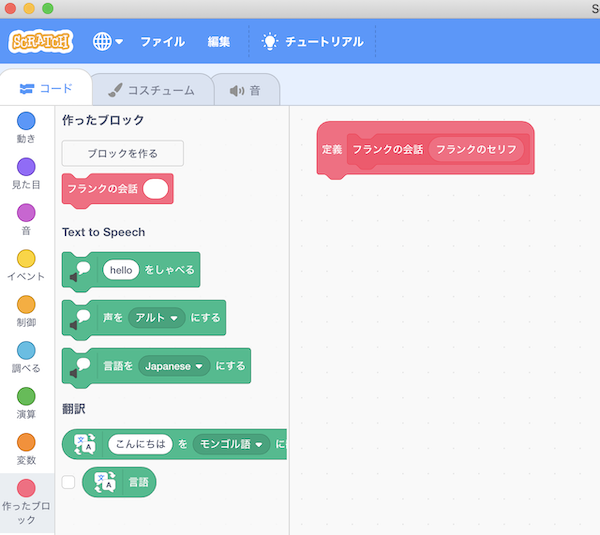 S
SCRATCH
ファイル
編集
チュートリアル
コード
コスチューム
音
動き
見た目
音
イベント
制御
調べる
演算
変数
作ったブロ
ック
作ったブロック
ブロックを作る
フランクの会話
Text to Speech
hello をしゃべる
声を アルト にする
言語を Japanese にする
翻訳
文 A こんにちは を モンゴル語 に
文 A 言語
定義 フランクの会話 フランクのセリフ